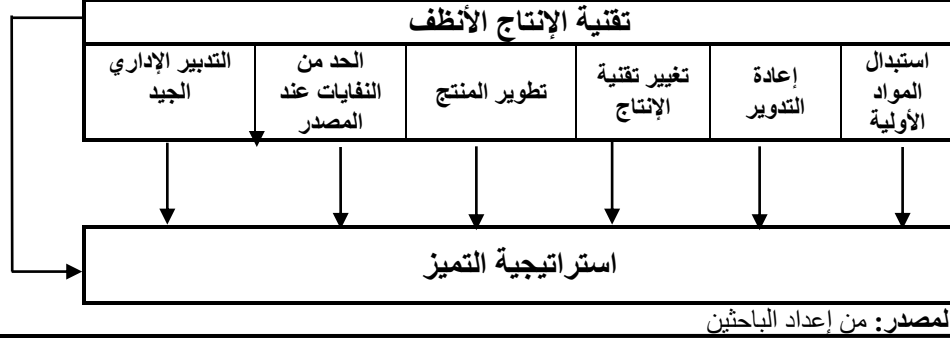 تقنية الإنتاج الأنظف
استبدال
المواد
الأولية
إعادة
التدوير
تغيير تقنية
الإنتاج
تطوير المنتج
الحد من
النفايات عند
المصدر
التدبير الإداري
الجيد
استراتيجية التميز
لمصدر: من إعداد الباحثين